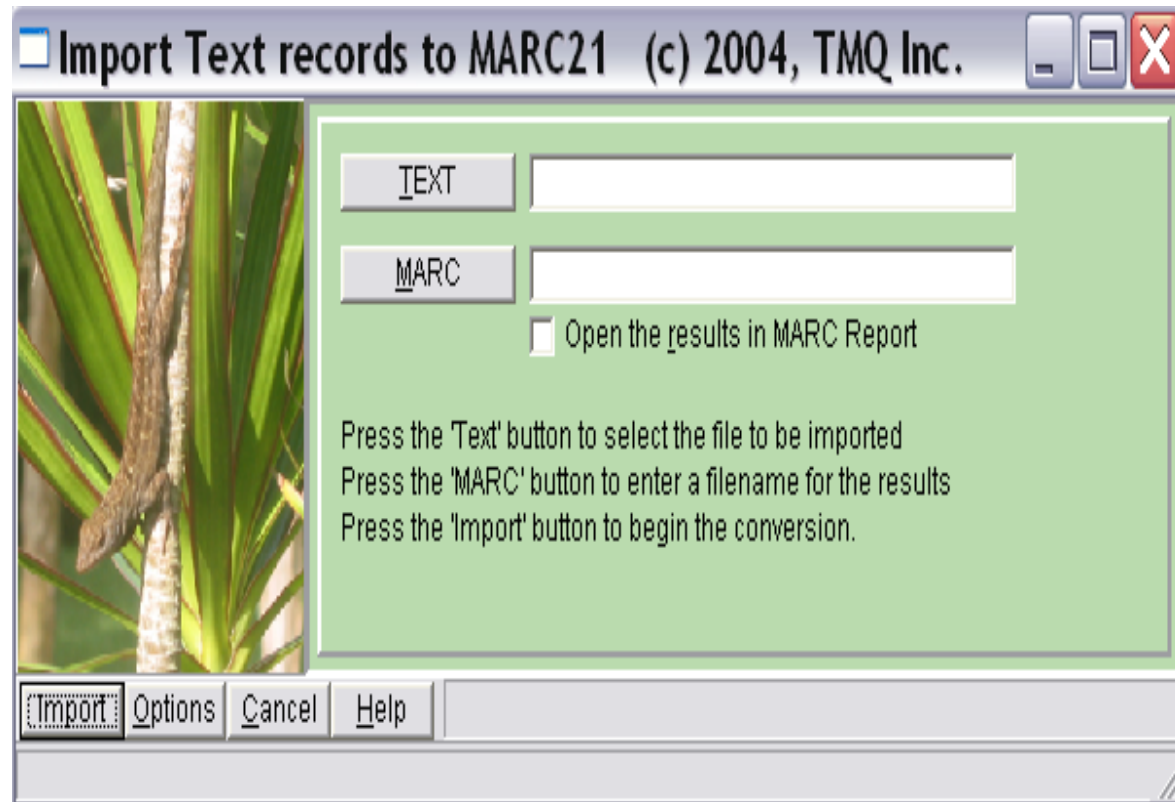 Import Text records to MARC21 (c) 2004, TMQ Inc.
TEXT
MARC
Open the results in MARC Report
Press the 'Text' button to select the file to be imported
Press the 'MARC' button to enter a filename for the results
Press the 'Import' button to begin the conversion.
Import Options Cancel Help